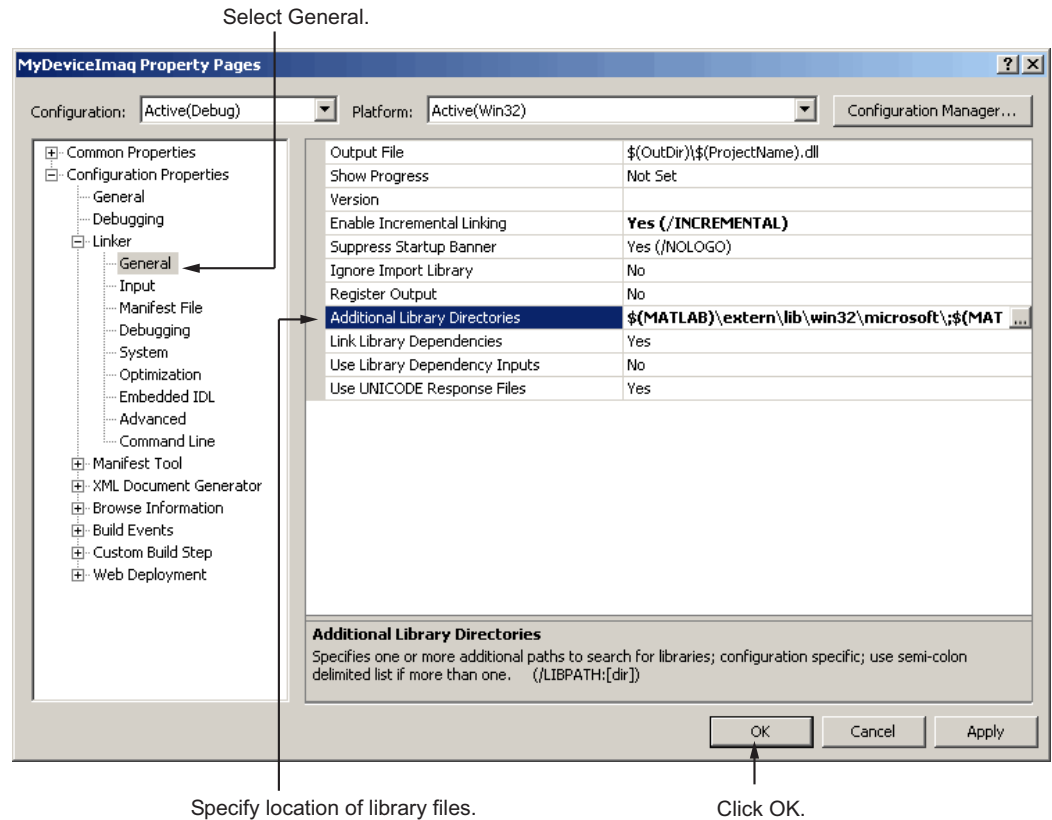 Select General.
MyDeviceImaq Property Pages
Configuration: Active(Debug) Platform: Active(Win32) Configuration Manager...
Common Properties
Configuration Properties
General
Debugging
Linker
General
Input
Manifest File
Debugging
System
Optimization
Embedded IDL
Advanced
Command Line
Manifest Tool
XML Document Generator
Browse Information
Build Events
Custom Build Step
Web Deployment
Output File $(OutDir)\$(ProjectName).dll
Show Progress Not Set
Version
Enable Incremental Linking Yes (/INCREMENTAL)
Suppress Startup Banner Yes (/NOLOGO)
Ignore Import Library No
Register Output No
Additional Library Directories $(MATLAB)\extern\lib\win32\microsoft\;$(MAT ...
Link Library Dependencies Yes
Use Library Dependency Inputs No
Use UNICODE Response Files Yes
Additional Library Directories
Specifies one or more additional paths to search for libraries; configuration specific; use semi-colon
delimited list if more than one. (/LIBPATH:[dir])
OK Cancel Apply
Specify location of library files. Click OK.